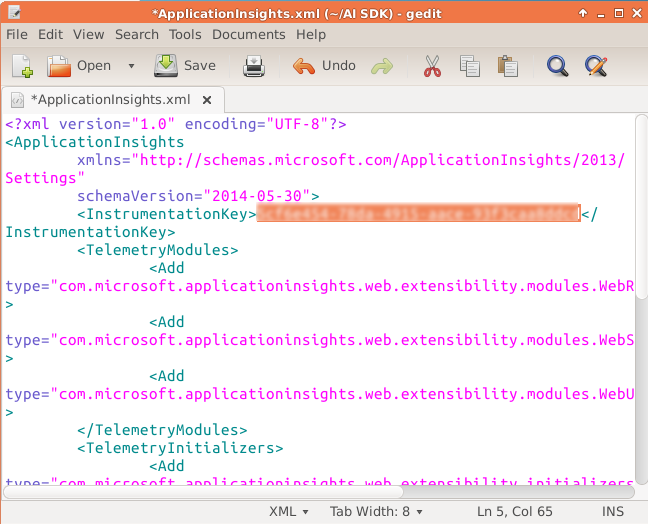 *ApplicationInsights.xml (~/AI SDK) - gedit
File Edit View Search Tools Documents Help
Open Save Undo
*ApplicationInsights.xml
<?xml version="1.0" encoding="UTF-8"?>
<ApplicationInsights
xmlns="http://schemas.microsoft.com/ApplicationInsights/2013/
Settings"
schemaVersion="2014-05-30">
<InstrumentationKey></
InstrumentationKey>
<TelemetryModules>
<Add
type="com.microsoft.applicationinsights.web.extensibility.modules.WebR
>
<Add
type="com.microsoft.applicationinsights.web.extensibility.modules.WebS
>
<Add
type="com.microsoft.applicationinsights.web.extensibility.modules.WebU
>
</TelemetryModules>
<TelemetryInitializers>
<Add
type="com.microsoft.applicationinsights.web.extensibility.initializers
XML Tab Width: 8 Ln 5, Col 65 INS